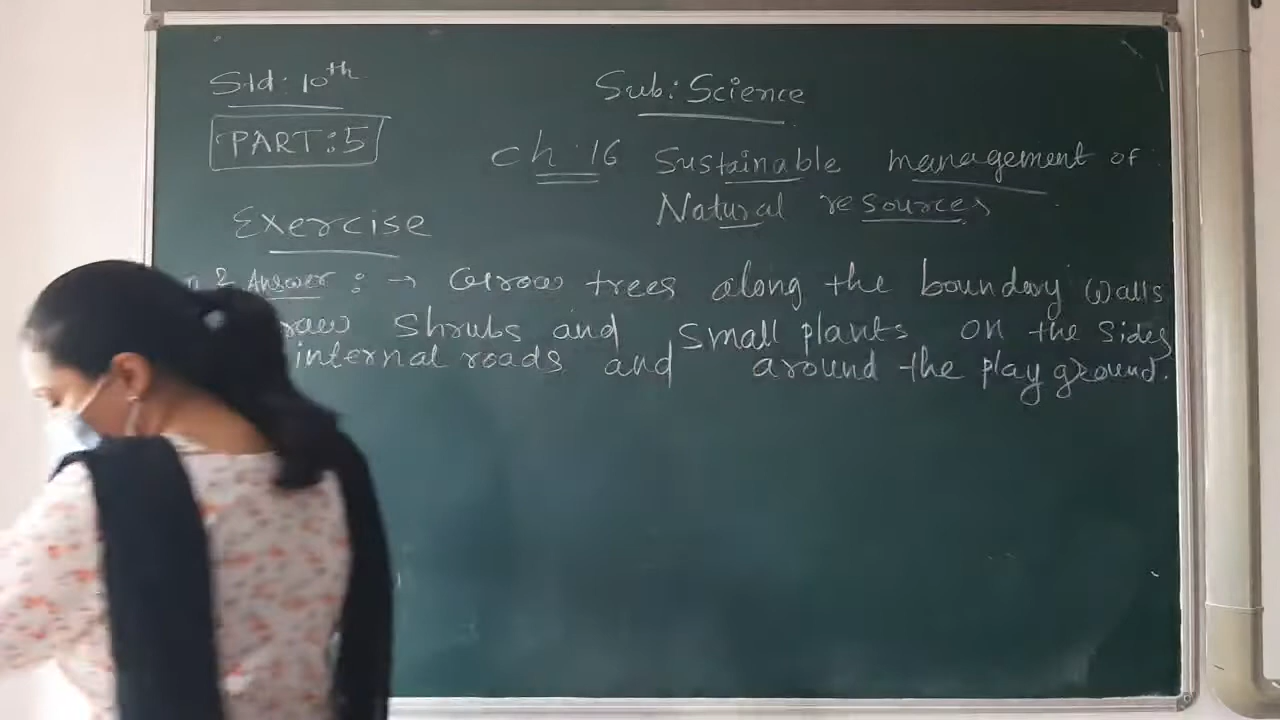 Std: 10th
Sub: Science
PART: 5
Ch: 16 Sustainable management of
Natural resources
Exercise
2 Answer : → Grow trees along the boundary walls
Shrubs and small plants on the sides
internal roads and around the play ground.